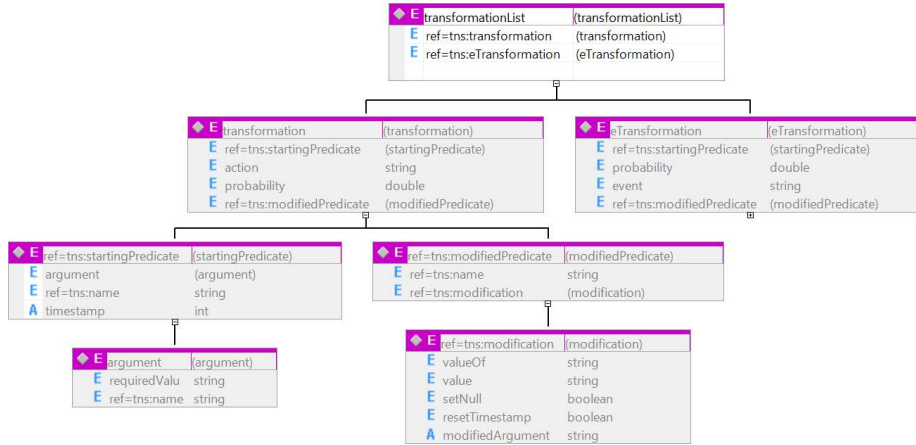 E transformationList (transformationList)
E ref=tns:transformation (transformation)
E ref=tns:eTransformation (eTransformation)
E transformation (transformation)
E ref=tns:startingPredicate (startingPredicate)
E action string
E probability double
E ref=tns:modifiedPredicate (modifiedPredicate)
E eTransformation (eTransformation)
E ref=tns:startingPredicate (startingPredicate)
E probability double
E event string
E ref=tns:modifiedPredicate (modifiedPredicate)
E ref=tns:startingPredicate (startingPredicate)
E argument (argument)
E ref=tns:name string
A timestamp int
E ref=tns:modifiedPredicate (modifiedPredicate)
E ref=tns:name string
E ref=tns:modification (modification)
E argument (argument)
E requiredValu string
E ref=tns:name string
E ref=tns:modification (modification)
E valueOf string
E value string
E setNull boolean
E resetTimestamp boolean
A modifiedArgument string